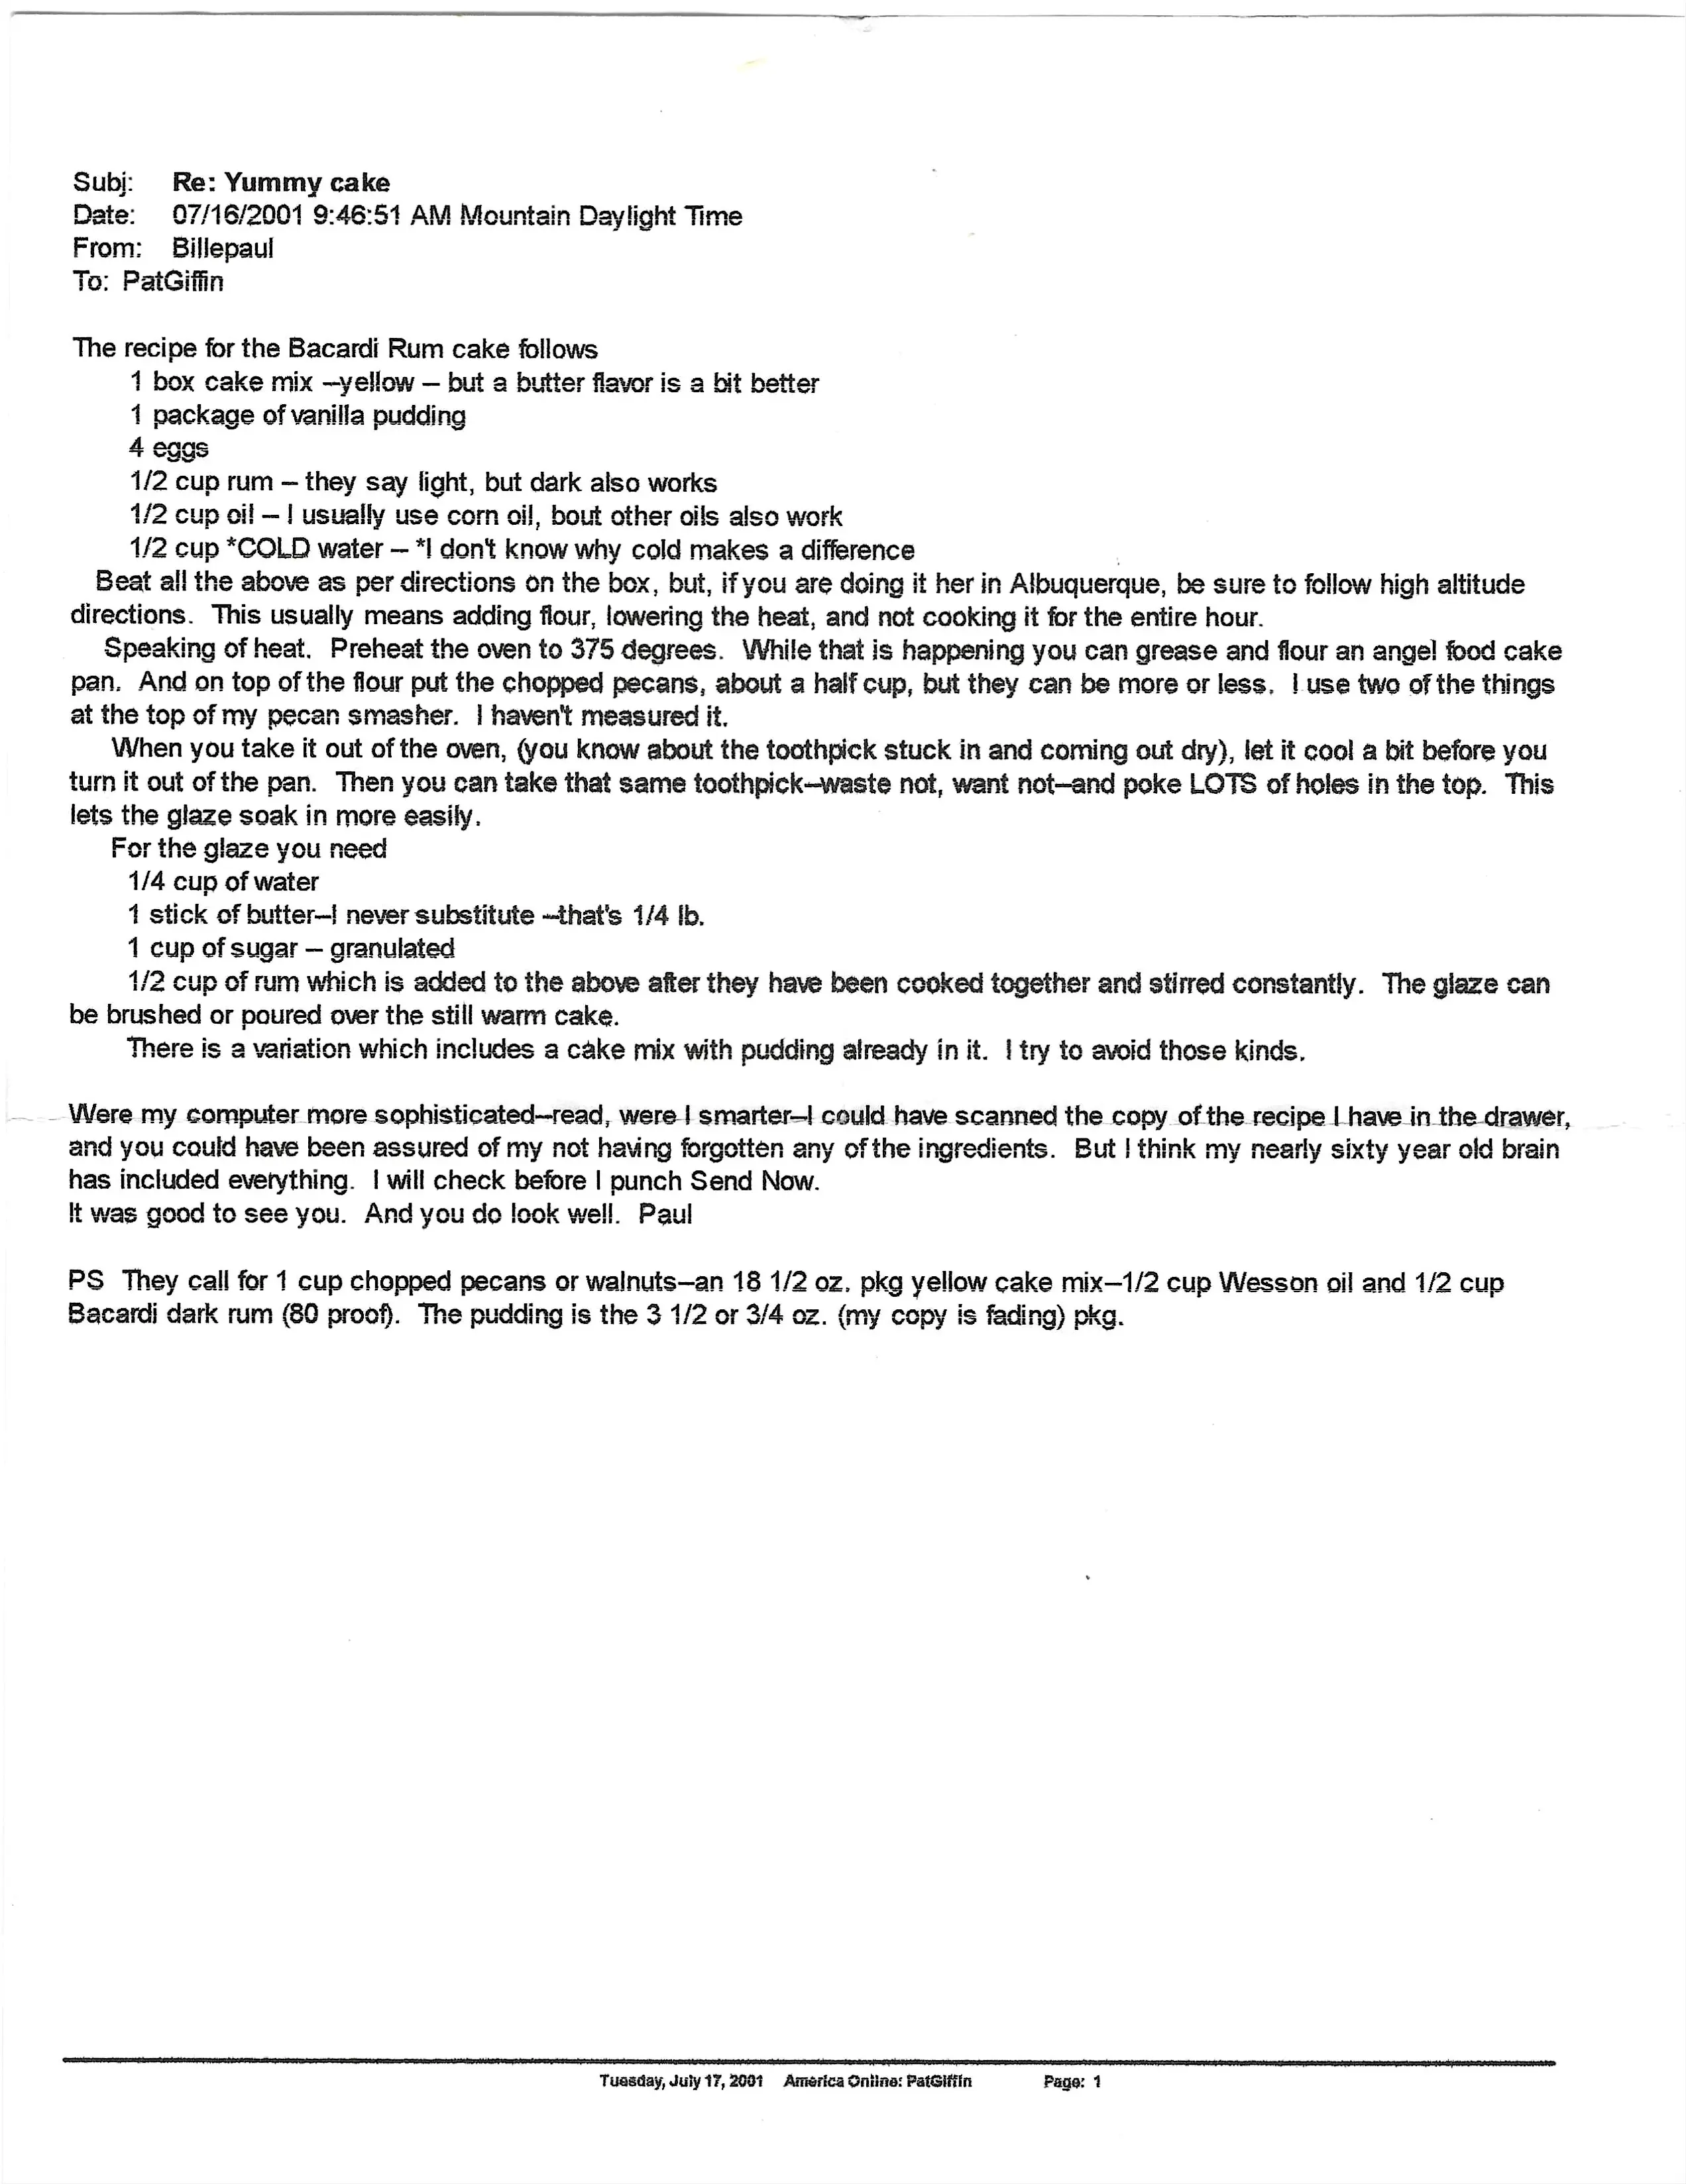 Subj: Re: Yummy cake
Date: 07/16/2001 9:46:51 AM Mountain Daylight Time
From: Billepaul
To: PatGiffin
The recipe for the Bacardi Rum cake follows
1 box cake mix --yellow -- but a butter flavor is a bit better
1 package of vanilla pudding
4 eggs
1/2 cup rum -- they say light, but dark also works
1/2 cup oil -- I usually use corn oil, bout other oils also work
1/2 cup *COLD water -- *I don't know why cold makes a difference
Beat all the above as per directions on the box, but, if you are doing it her in Albuquerque, be sure to follow high altitude
directions. This usually means adding flour, lowering the heat, and not cooking it for the entire hour.
Speaking of heat. Preheat the oven to 375 degrees. While that is happening you can grease and flour an angel food cake
pan. And on top of the flour put the chopped pecans, about a half cup, but they can be more or less. I use two of the things
at the top of my pecan smasher. I haven't measured it.
When you take it out of the oven, (you know about the toothpick stuck in and coming out dry), let it cool a bit before you
turn it out of the pan. Then you can take that same toothpick--waste not, want not--and poke LOTS of holes in the top. This
lets the glaze soak in more easily.
For the glaze you need
1/4 cup of water
1 stick of butter--I never substitute --that's 1/4 lb.
1 cup of sugar -- granulated
1/2 cup of rum which is added to the above after they have been cooked together and stirred constantly. The glaze can
be brushed or poured over the still warm cake.
There is a variation which includes a cake mix with pudding already in it. I try to avoid those kinds.
Were my computer more sophisticated--read, were I smarter--I could have scanned the copy of the recipe I have in the drawer,
and you could have been assured of my not having forgotten any of the ingredients. But I think my nearly sixty year old brain
has included everything. I will check before I punch Send Now.
It was good to see you. And you do look well. Paul
PS They call for 1 cup chopped pecans or walnuts--an 18 1/2 oz. pkg yellow cake mix--1/2 cup Wesson oil and 1/2 cup
Bacardi dark rum (80 proof). The pudding is the 3 1/2 or 3/4 oz. (my copy is fading) pkg.
Tuesday, July 17, 2001 America Online: PatGiffin Page: 1